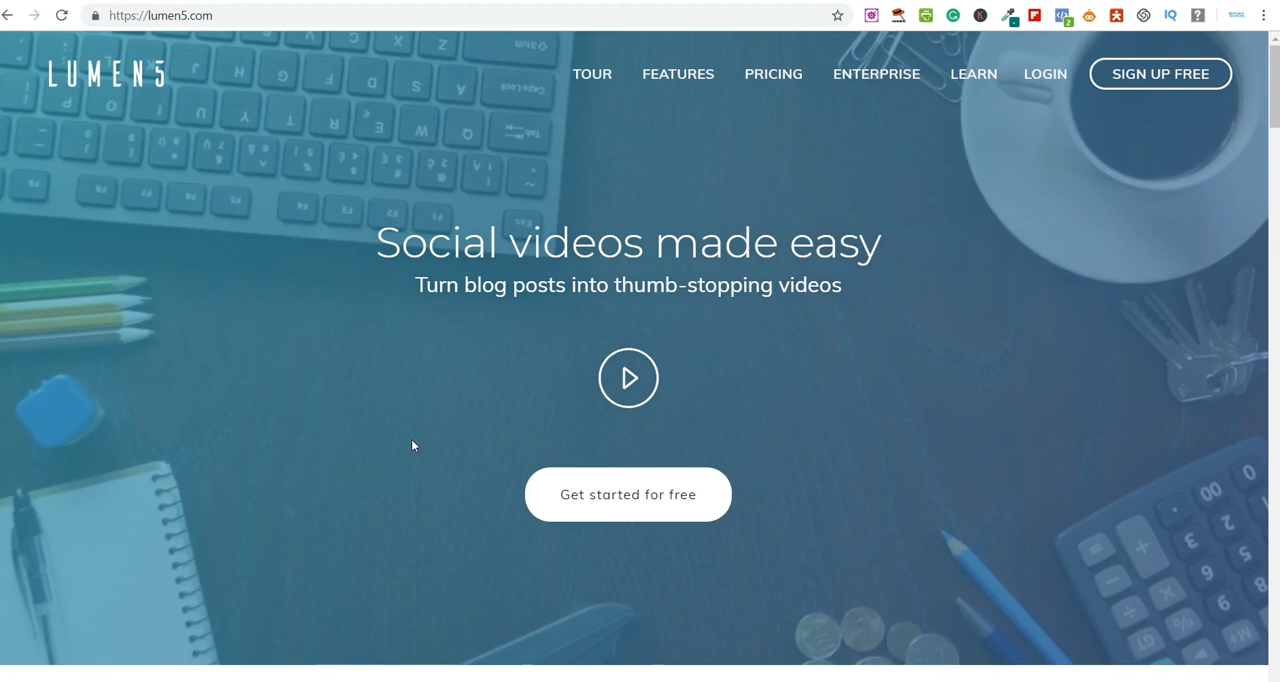 https://lumen5.com
2
LUMEN5
TOUR
FEATURES
PRICING
ENTERPRISE
LEARN
LOGIN
SIGN UP FREE
Social videos made easy
Turn blog posts into thumb-stopping videos
Get started for free